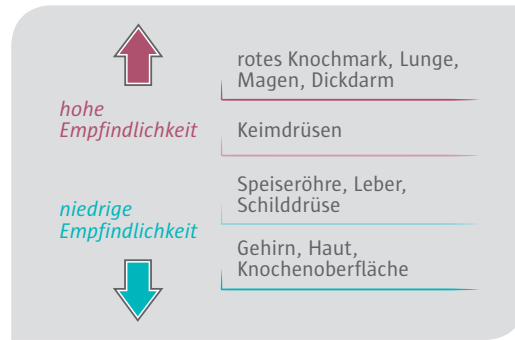 rotes Knochmark, Lunge,
Magen, Dickdarm
hohe
Empfindlichkeit
Keimdrüsen
Speiseröhre, Leber,
Schilddrüse
niedrige
Empfindlichkeit
Gehirn, Haut,
Knochenoberfläche